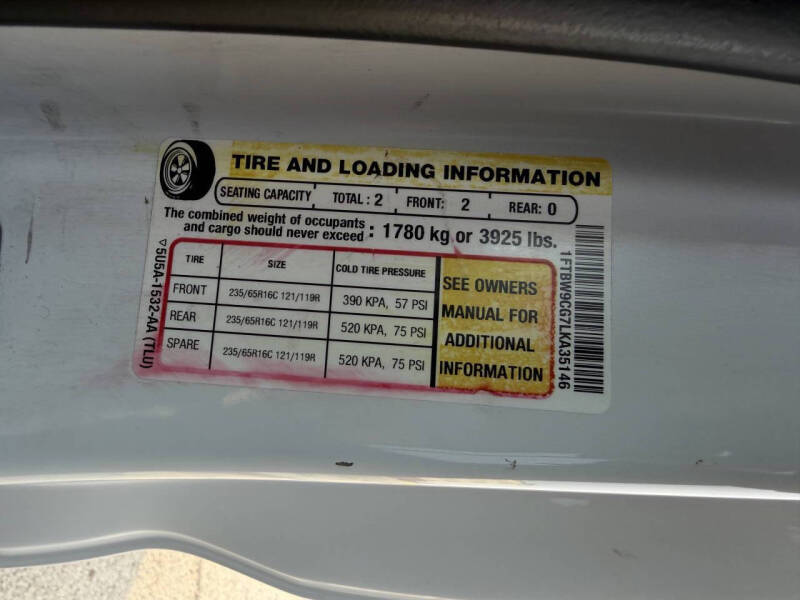 TIRE AND LOADING INFORMATION
SEATING CAPACITY TOTAL : 2 FRONT: 2 REAR: 0
The combined weight of occupants
and cargo should never exceed : 1780 kg or 3925 lbs.
TIRE SIZE COLD TIRE PRESSURE
FRONT 235/65R16C 121/119R 390 KPA, 57 PSI
REAR 235/65R16C 121/119R 520 KPA, 75 PSI
SPARE 235/65R16C 121/119R 520 KPA, 75 PSI
SEE OWNERS
MANUAL FOR
ADDITIONAL
INFORMATION
▽5U5A-1532-AA (TLU)
1FTBW9CG7LKA35146